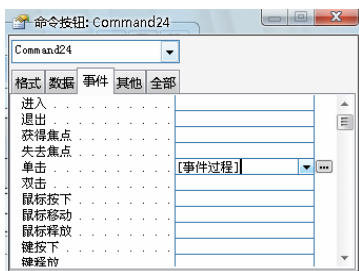 命令按钮: Command24
Command24
格式 数据 事件 其他 全部
进入
退出
获得焦点
失去焦点
单击 [事件过程]
双击
鼠标按下
鼠标移动
鼠标释放
键按下
键释放